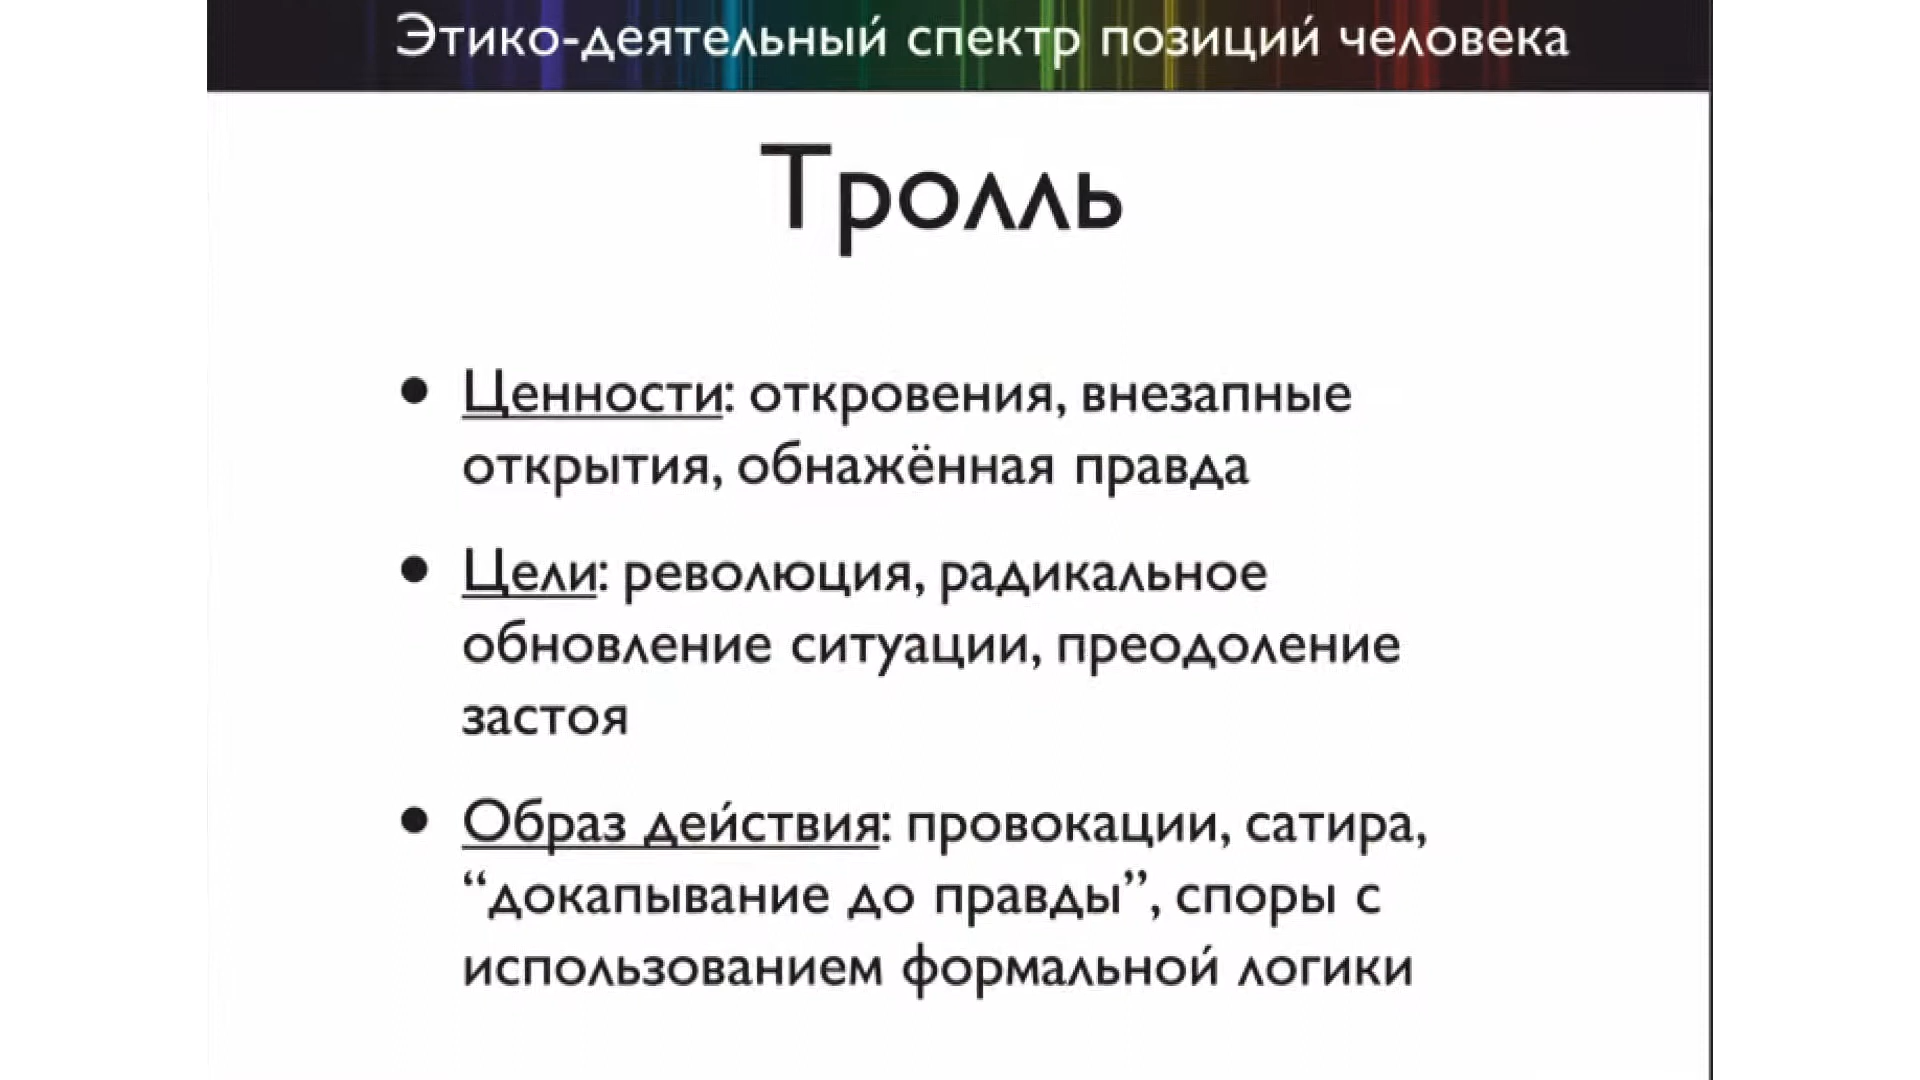 Этико-деятельный спектр позиций человека
Тролль
• Ценности: откровения, внезапные
открытия, обнажённая правда
• Цели: революция, радикальное
обновление ситуации, преодоление
застоя
• Образ действия: провокации, сатира,
“докапывание до правды”, споры с
использованием формальной логики